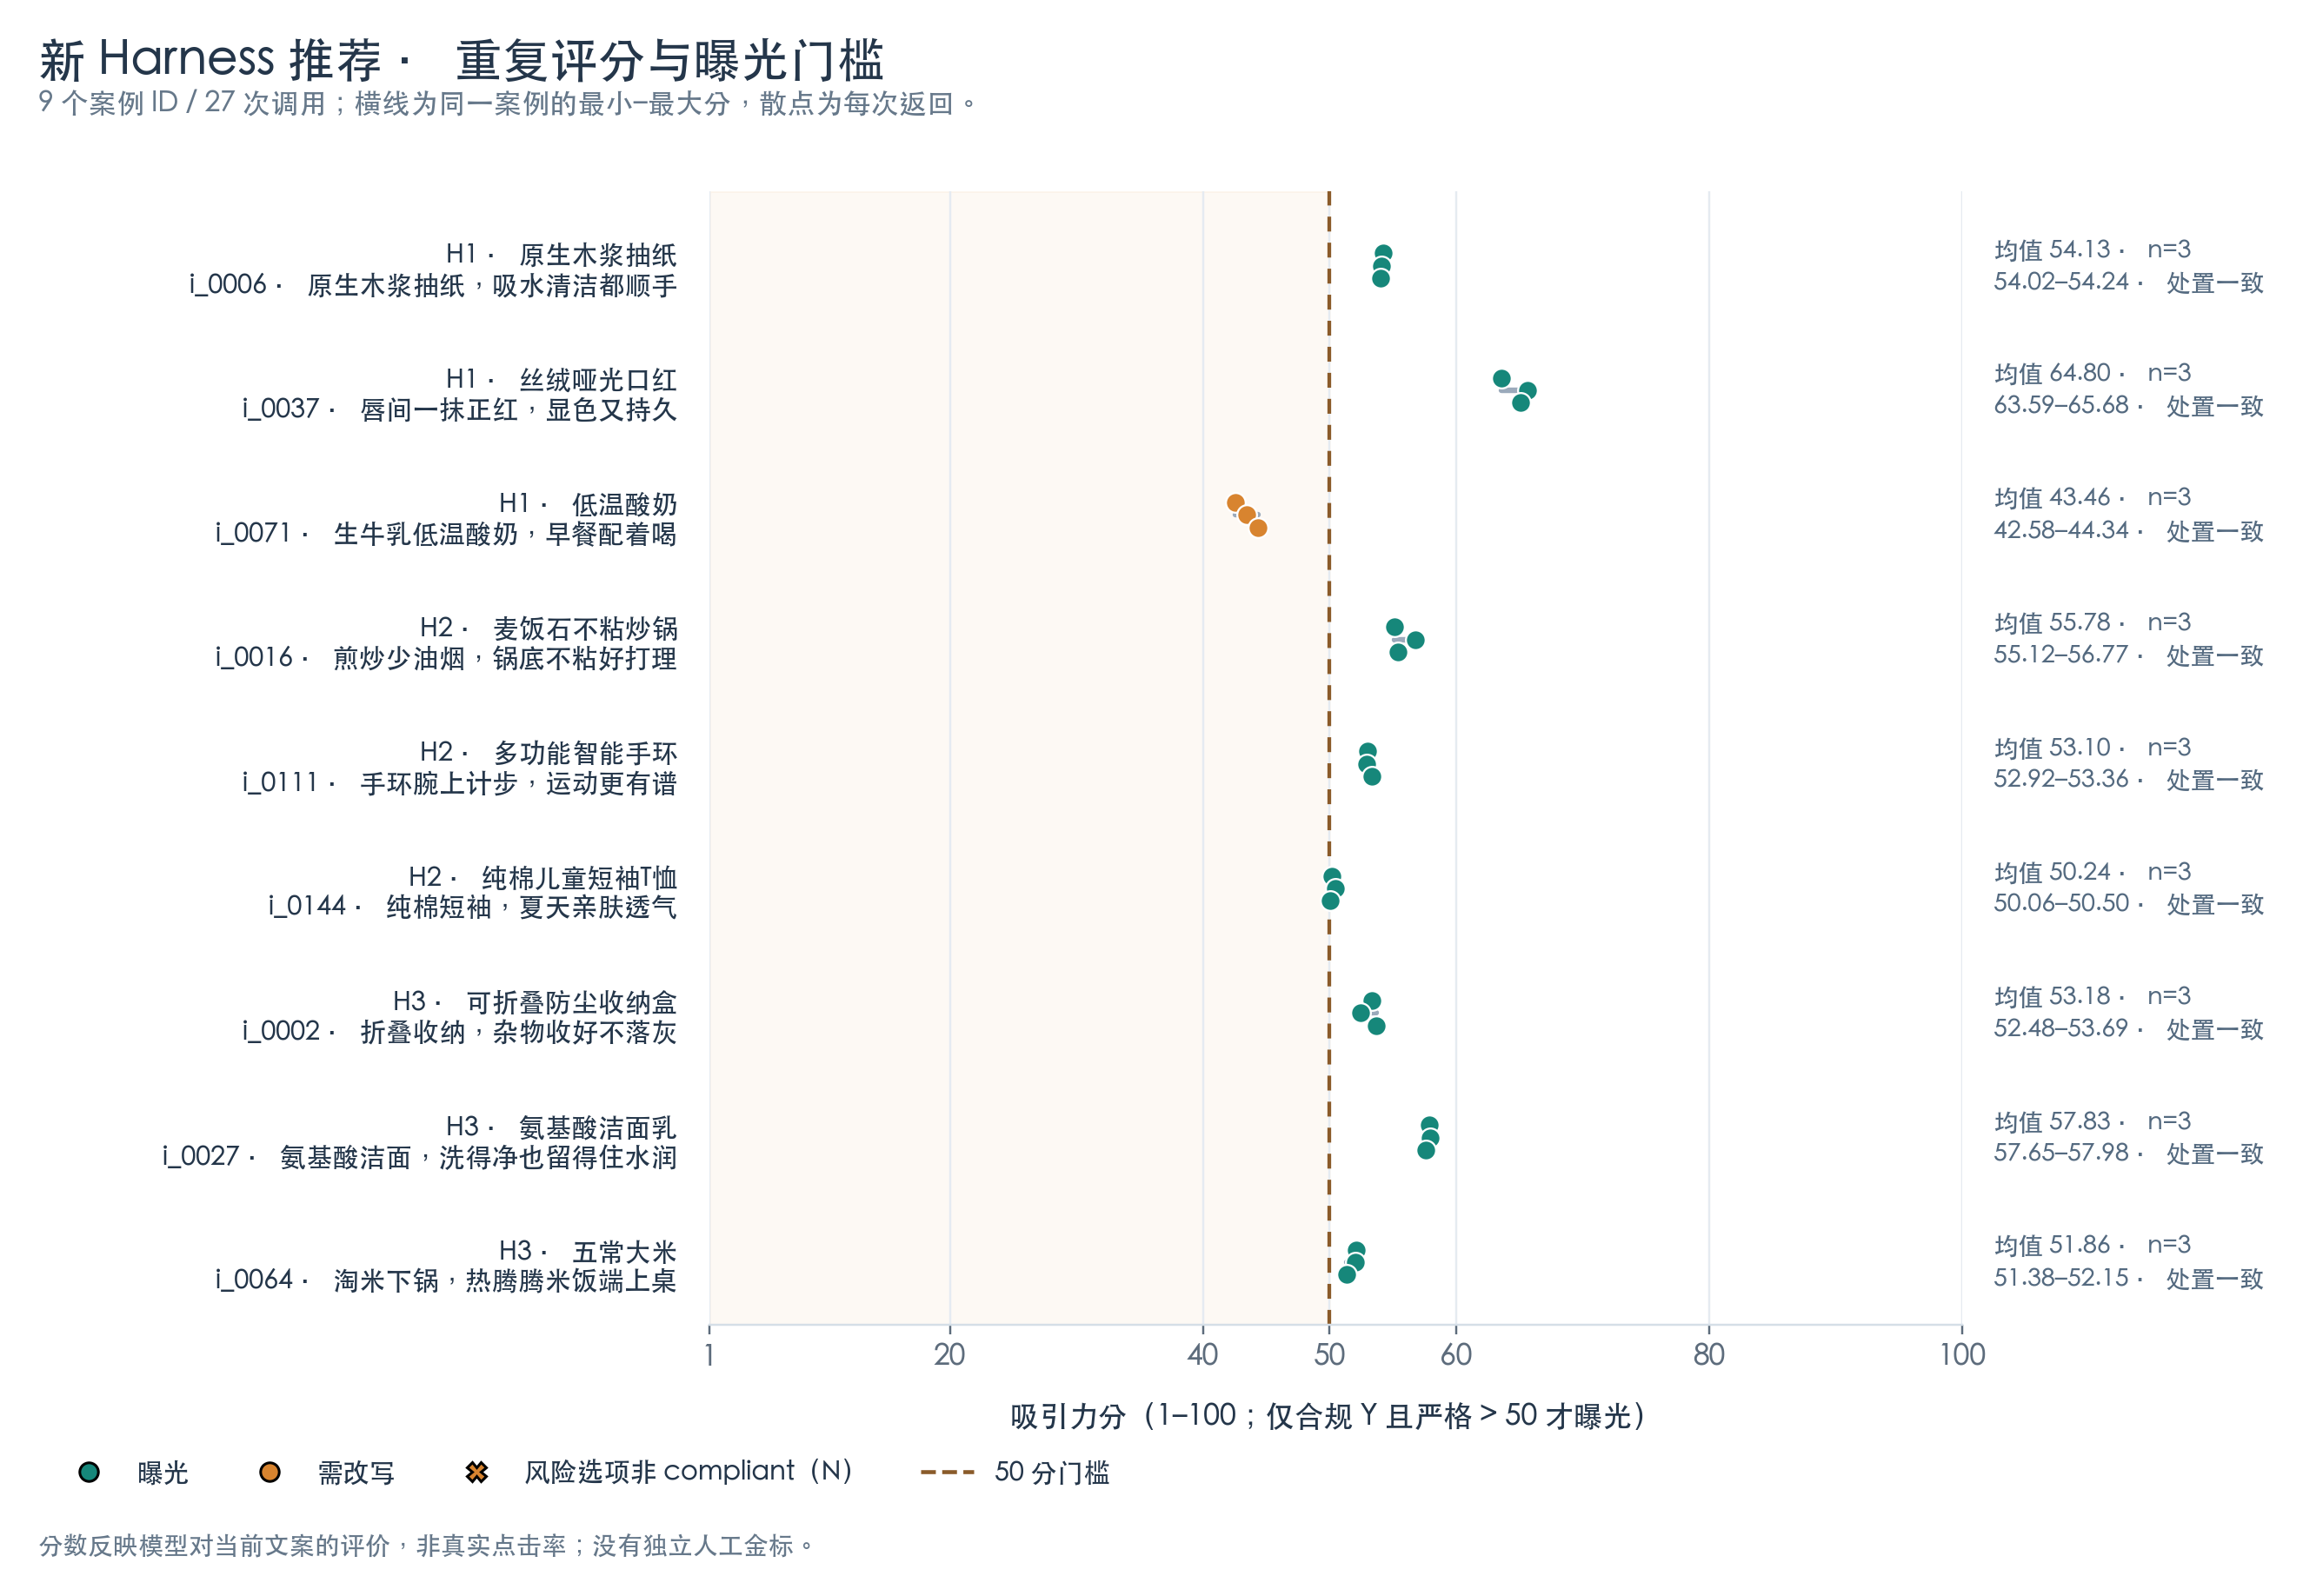 新 Harness 推荐 · 重复评分与曝光门槛
9 个案例 ID / 27 次调用；横线为同一案例的最小–最大分，散点为每次返回。
H1 · 原生木浆抽纸
i_0006 · 原生木浆抽纸，吸水清洁都顺手
均值 54.13 · n=3
54.02–54.24 · 处置一致
H1 · 丝绒哑光口红
i_0037 · 唇间一抹正红，显色又持久
均值 64.80 · n=3
63.59–65.68 · 处置一致
H1 · 低温酸奶
i_0071 · 生牛乳低温酸奶，早餐配着喝
均值 43.46 · n=3
42.58–44.34 · 处置一致
H2 · 麦饭石不粘炒锅
i_0016 · 煎炒少油烟，锅底不粘好打理
均值 55.78 · n=3
55.12–56.77 · 处置一致
H2 · 多功能智能手环
i_0111 · 手环腕上计步，运动更有谱
均值 53.10 · n=3
52.92–53.36 · 处置一致
H2 · 纯棉儿童短袖T恤
i_0144 · 纯棉短袖，夏天亲肤透气
均值 50.24 · n=3
50.06–50.50 · 处置一致
H3 · 可折叠防尘收纳盒
i_0002 · 折叠收纳，杂物收好不落灰
均值 53.18 · n=3
52.48–53.69 · 处置一致
H3 · 氨基酸洁面乳
i_0027 · 氨基酸洁面，洗得净也留得住水润
均值 57.83 · n=3
57.65–57.98 · 处置一致
H3 · 五常大米
i_0064 · 淘米下锅，热腾腾米饭端上桌
均值 51.86 · n=3
51.38–52.15 · 处置一致
1 20 40 50 60 80 100
吸引力分（1–100；仅合规 Y 且严格 > 50 才曝光）
曝光 需改写 风险选项非 compliant（N） 50 分门槛
分数反映模型对当前文案的评价，非真实点击率；没有独立人工金标。